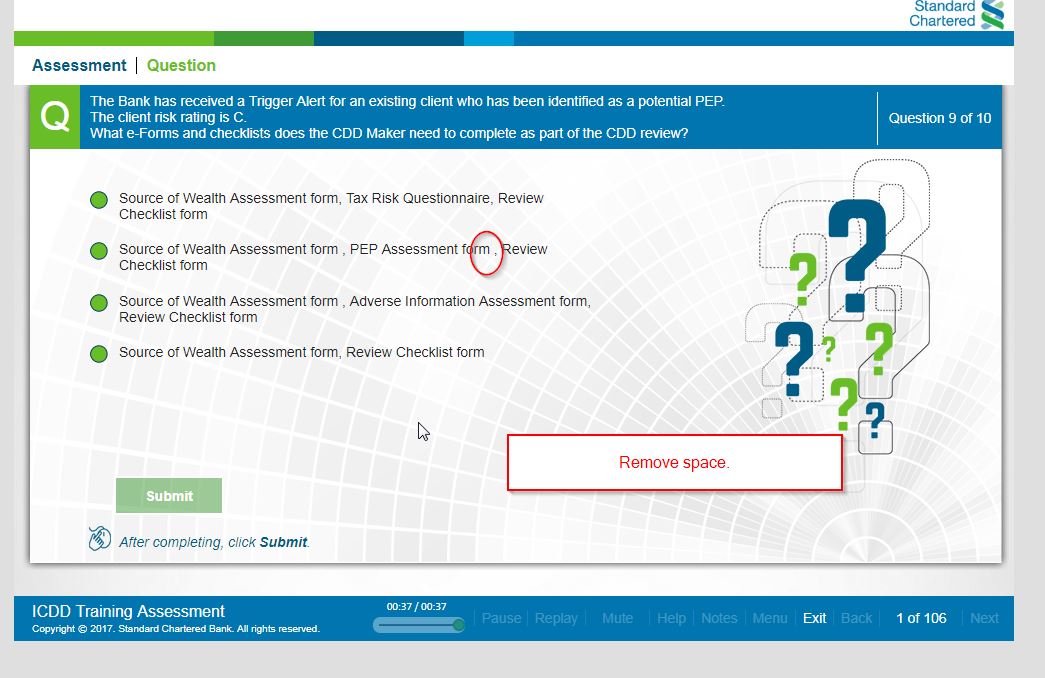 Standard
Chartered
Assessment | Question
Q
The Bank has received a Trigger Alert for an existing client who has been identified as a potential PEP.
The client risk rating is C.
What e-Forms and checklists does the CDD Maker need to complete as part of the CDD review?
Question 9 of 10
Source of Wealth Assessment form, Tax Risk Questionnaire, Review
Checklist form
Source of Wealth Assessment form , PEP Assessment form , Review
Checklist form
Source of Wealth Assessment form , Adverse Information Assessment form,
Review Checklist form
Source of Wealth Assessment form, Review Checklist form
Remove space.
Submit
After completing, click Submit.
ICDD Training Assessment
Copyright © 2017. Standard Chartered Bank. All rights reserved.
00:37 / 00:37
Pause Replay Mute Help Notes Menu Exit Back 1 of 106 Next